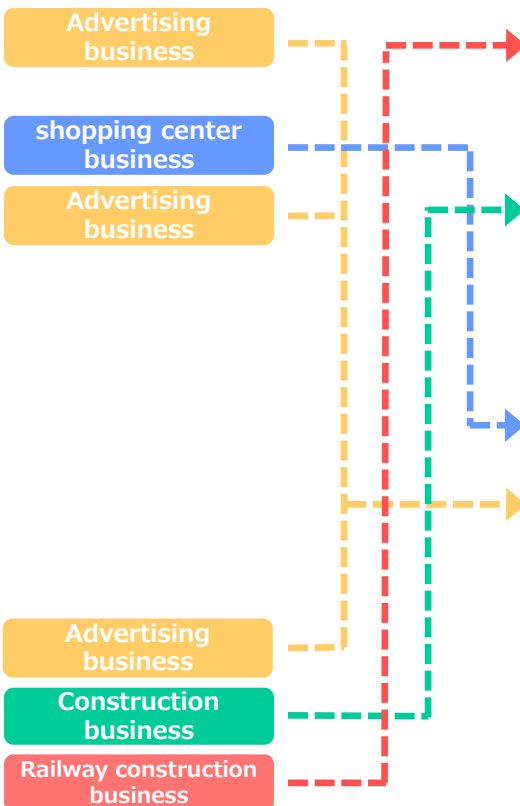 Advertising
business
shopping center
business
Advertising
business
Advertising
business
Construction
business
Railway construction
business